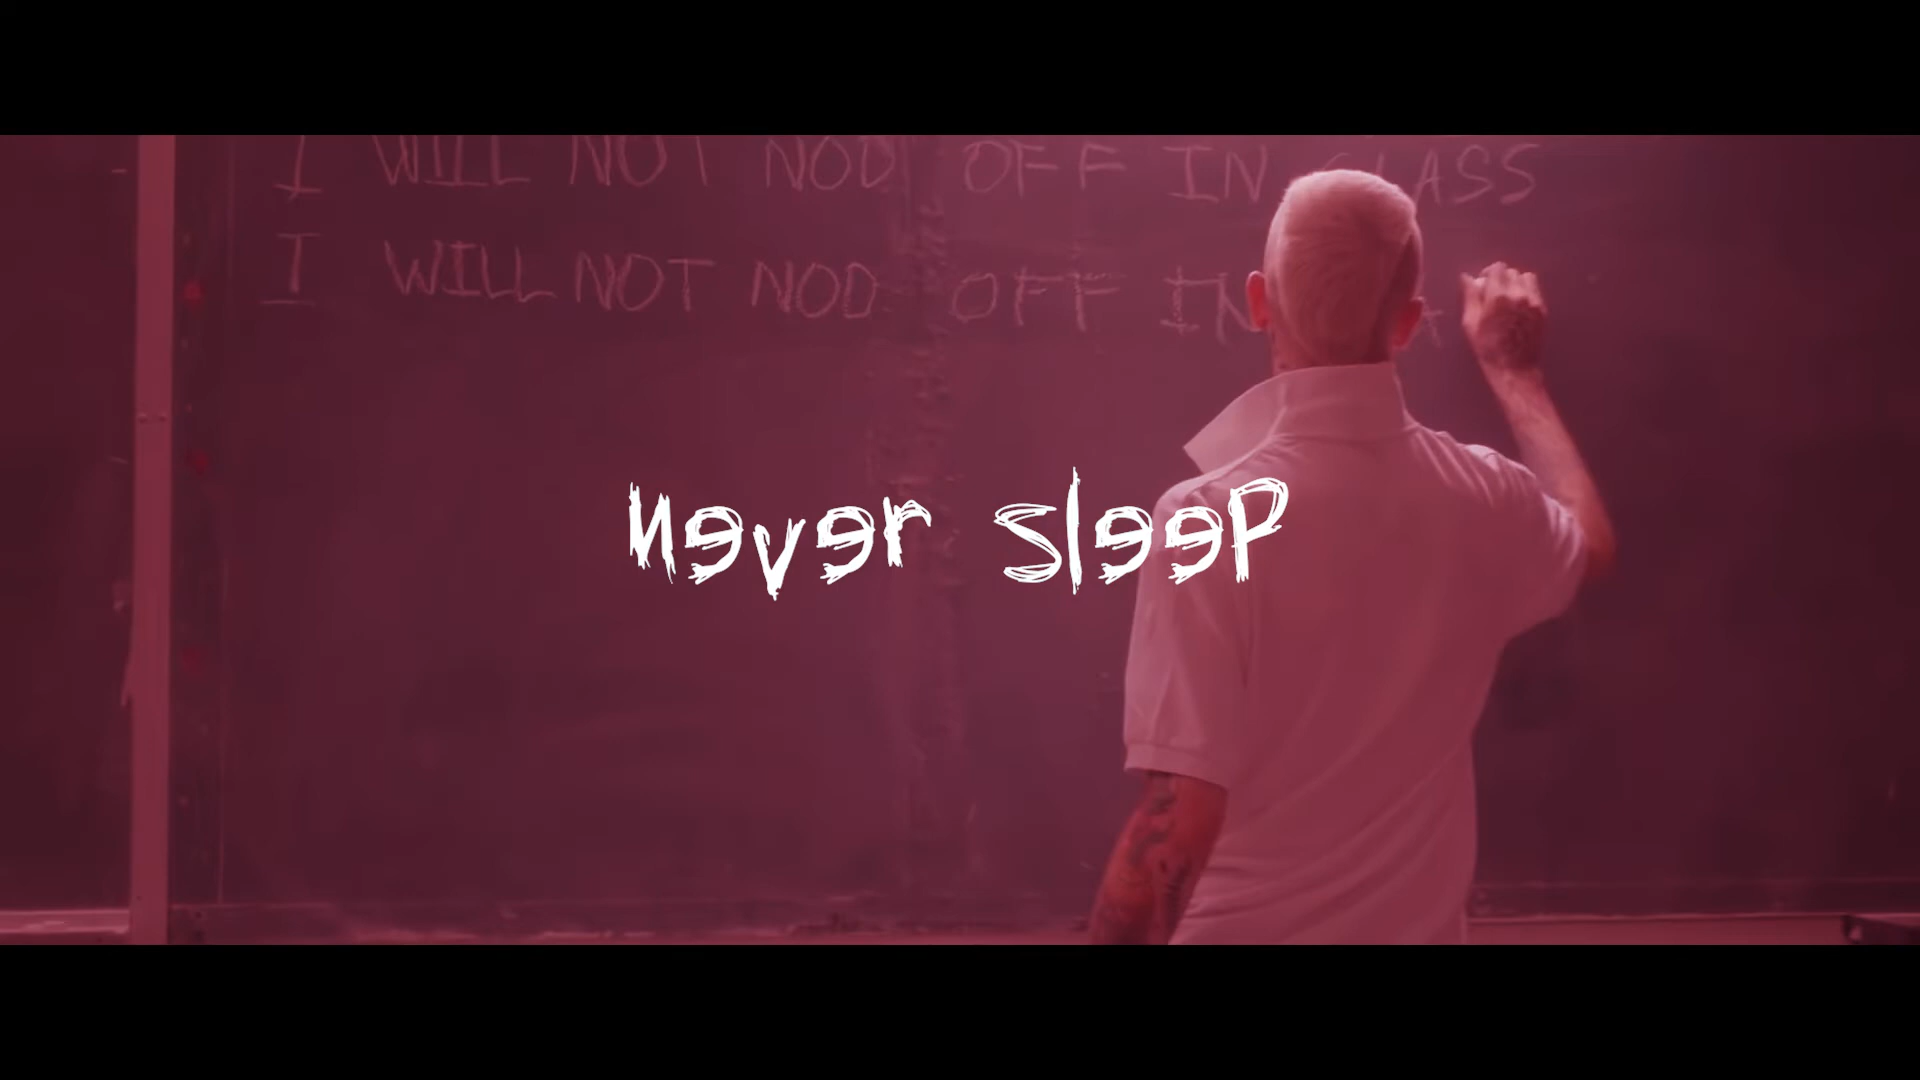 I WILL NOT NOD OFF IN CLASS
I WILL NOT NOD OFF IN
never sleep